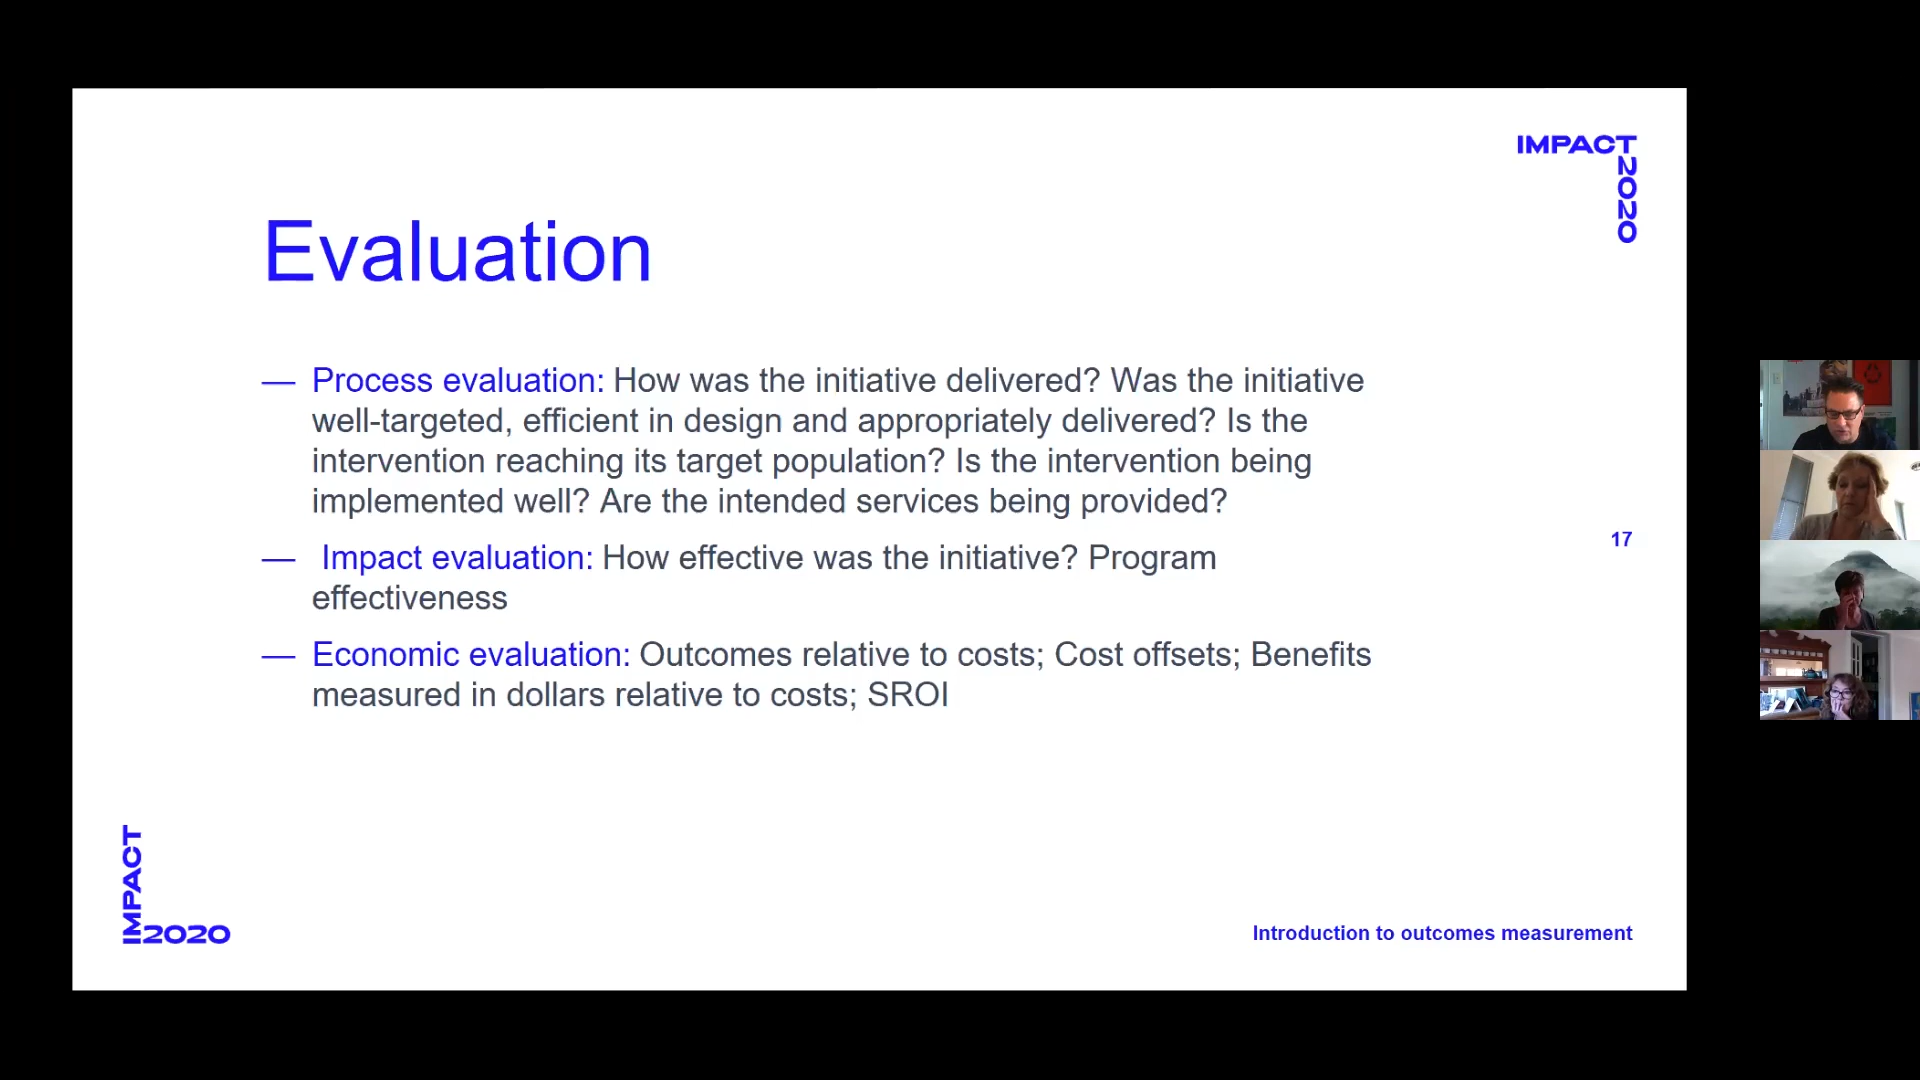 IMPACT
2020
Evaluation
— Process evaluation: How was the initiative delivered? Was the initiative
well-targeted, efficient in design and appropriately delivered? Is the
intervention reaching its target population? Is the intervention being
implemented well? Are the intended services being provided?
— Impact evaluation: How effective was the initiative? Program
effectiveness
— Economic evaluation: Outcomes relative to costs; Cost offsets; Benefits
measured in dollars relative to costs; SROI
17
IMPACT
2020
Introduction to outcomes measurement